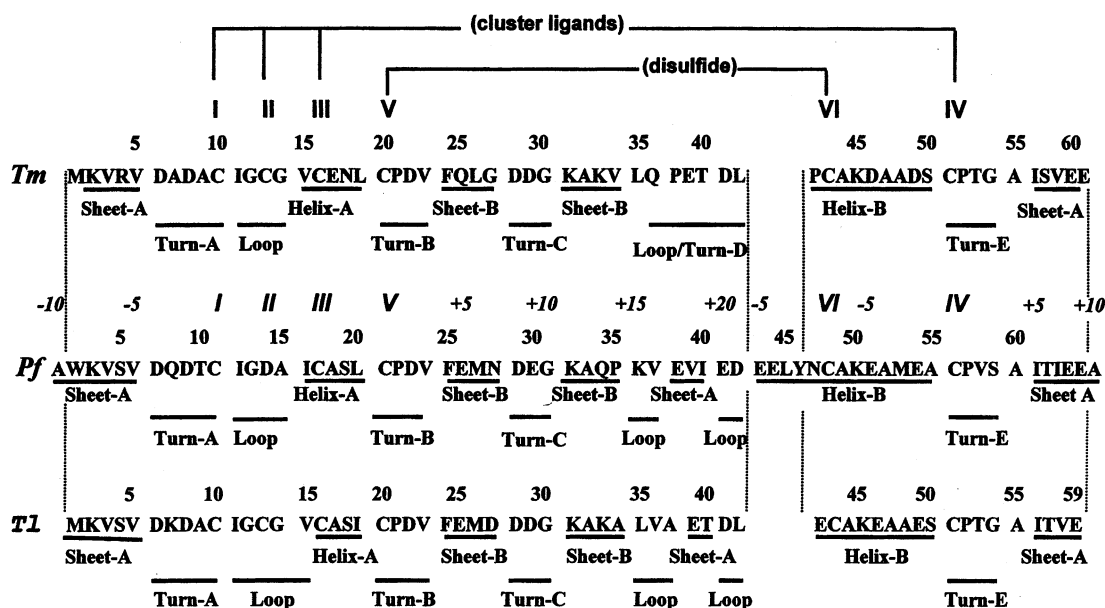 (cluster ligands)
(disulfide)
I II III V VI IV
5 10 15 20 25 30 35 40 45 50 55 60
Tm MKVRV DADAC IGCG VCENL CPDV FQLG DDG KAKV LQ PET DL PCAKDAADS CPTG A ISVEE
Sheet-A Helix-A Sheet-B Sheet-B Helix-B Sheet-A
Turn-A Loop Turn-B Turn-C Loop/Turn-D Turn-E
-10 -5 I II III V +5 +10 +15 +20 -5 VI -5 IV +5 +10
5 10 15 20 25 30 35 40 45 50 55 60
Pf AWKVSV DQDTC IGDA ICASL CPDV FEMN DEG KAQP KV EVI ED EELYNCAKEAMEA CPVS A ITIEEA
Sheet-A Helix-A Sheet-B Sheet-B Sheet-A Helix-B Sheet A
Turn-A Loop Turn-B Turn-C Loop Loop Turn-E
5 10 15 20 25 30 35 40 45 50 55 59
Tl MKVSV DKDAC IGCG VCASI CPDV FEMD DDG KAKA LVA ET DL ECAKEAAES CPTG A ITVE
Sheet-A Helix-A Sheet-B Sheet-B Sheet-A Helix-B Sheet-A
Turn-A Loop Turn-B Turn-C Loop Loop Turn-E